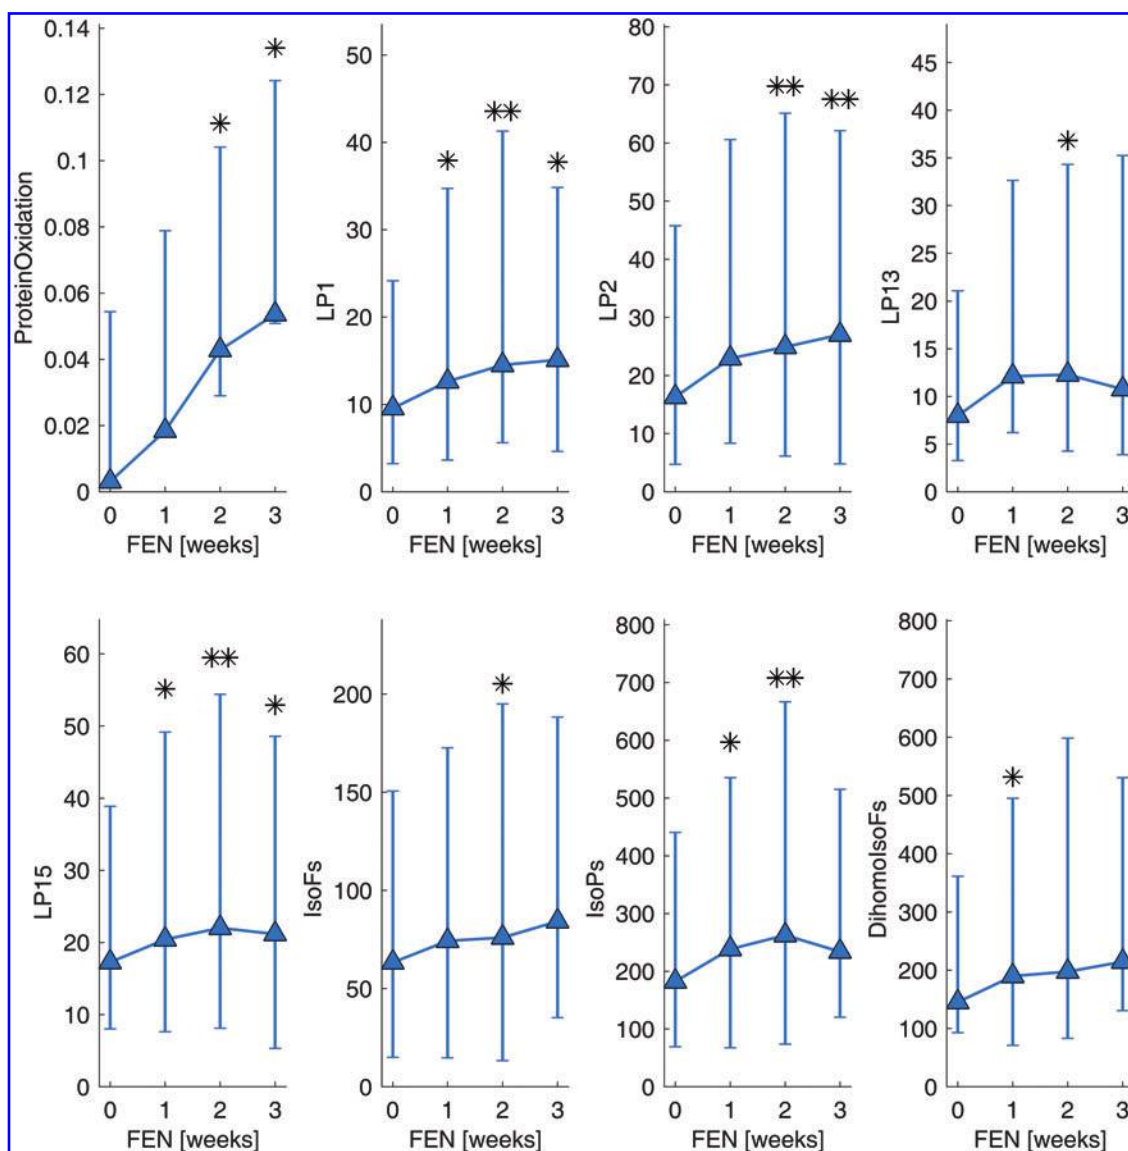 ProteinOxidation
0.14
0.12
0.1
0.08
0.06
0.04
0.02
0
0 1 2 3
FEN [weeks]
* *
LP1
50
40
30
20
10
0
0 1 2 3
FEN [weeks]
* ** *
LP2
80
70
60
50
40
30
20
10
0
0 1 2 3
FEN [weeks]
** **
LP13
45
40
35
30
25
20
15
10
5
0
0 1 2 3
FEN [weeks]
*
LP15
60
50
40
30
20
10
0
0 1 2 3
FEN [weeks]
* ** *
IsoFs
200
150
100
50
0
0 1 2 3
FEN [weeks]
*
IsoPs
800
700
600
500
400
300
200
100
0
0 1 2 3
FEN [weeks]
* **
DihomoIsoFs
800
700
600
500
400
300
200
100
0
0 1 2 3
FEN [weeks]
*